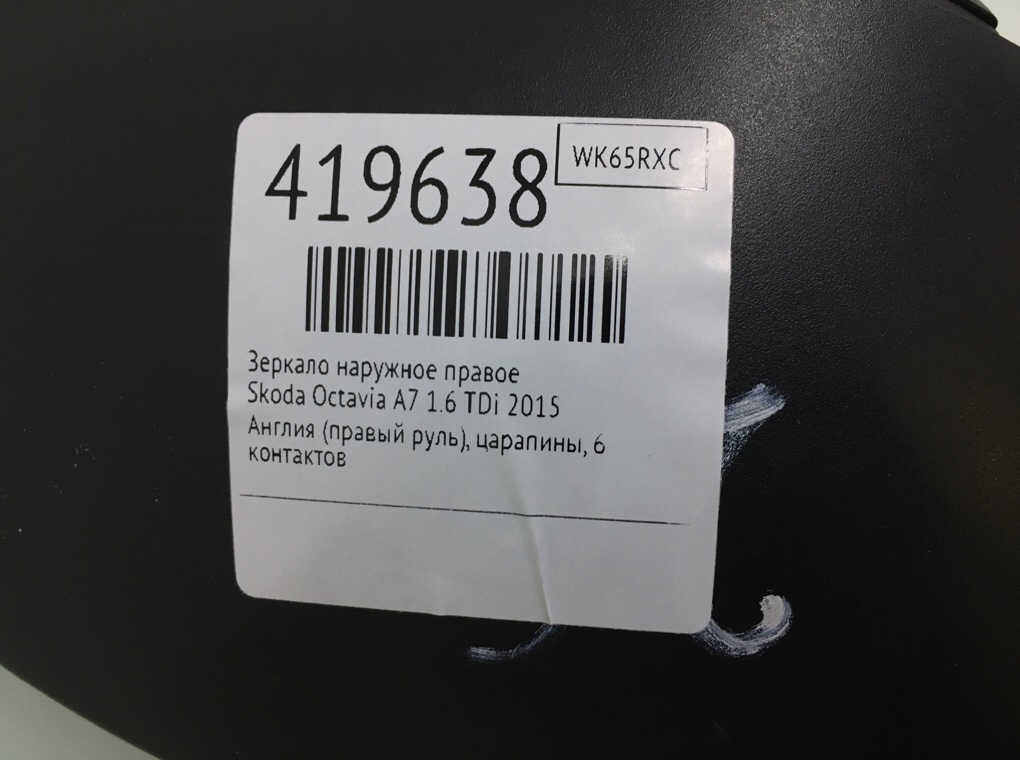 419638
WK65RXC
Зеркало наружное правое
Skoda Octavia A7 1.6 TDi 2015
Англия (правый руль), царапины, 6
контактов